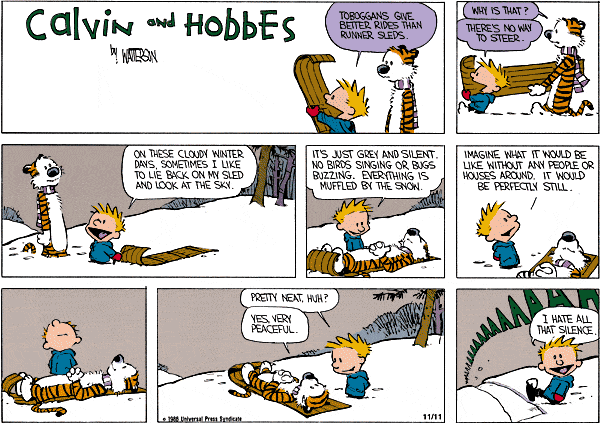 Calvin and HobbEs
by WATTERSON
TOBOGGANS GIVE
BETTER RIDES THAN
RUNNER SLEDS.
WHY IS THAT?
THERE'S NO WAY
TO STEER.
ON THESE CLOUDY WINTER
DAYS, SOMETIMES I LIKE
TO LIE BACK ON MY SLED
AND LOOK AT THE SKY.
IT'S JUST GREY AND SILENT.
NO BIRDS SINGING OR BUGS
BUZZING. EVERYTHING IS
MUFFLED BY THE SNOW.
IMAGINE WHAT IT WOULD BE
LIKE WITHOUT ANY PEOPLE OR
HOUSES AROUND. IT WOULD
BE PERFECTLY STILL.
PRETTY NEAT, HUH?
YES, VERY
PEACEFUL.
© 1988 Universal Press Syndicate
11/11
I HATE ALL
THAT SILENCE.